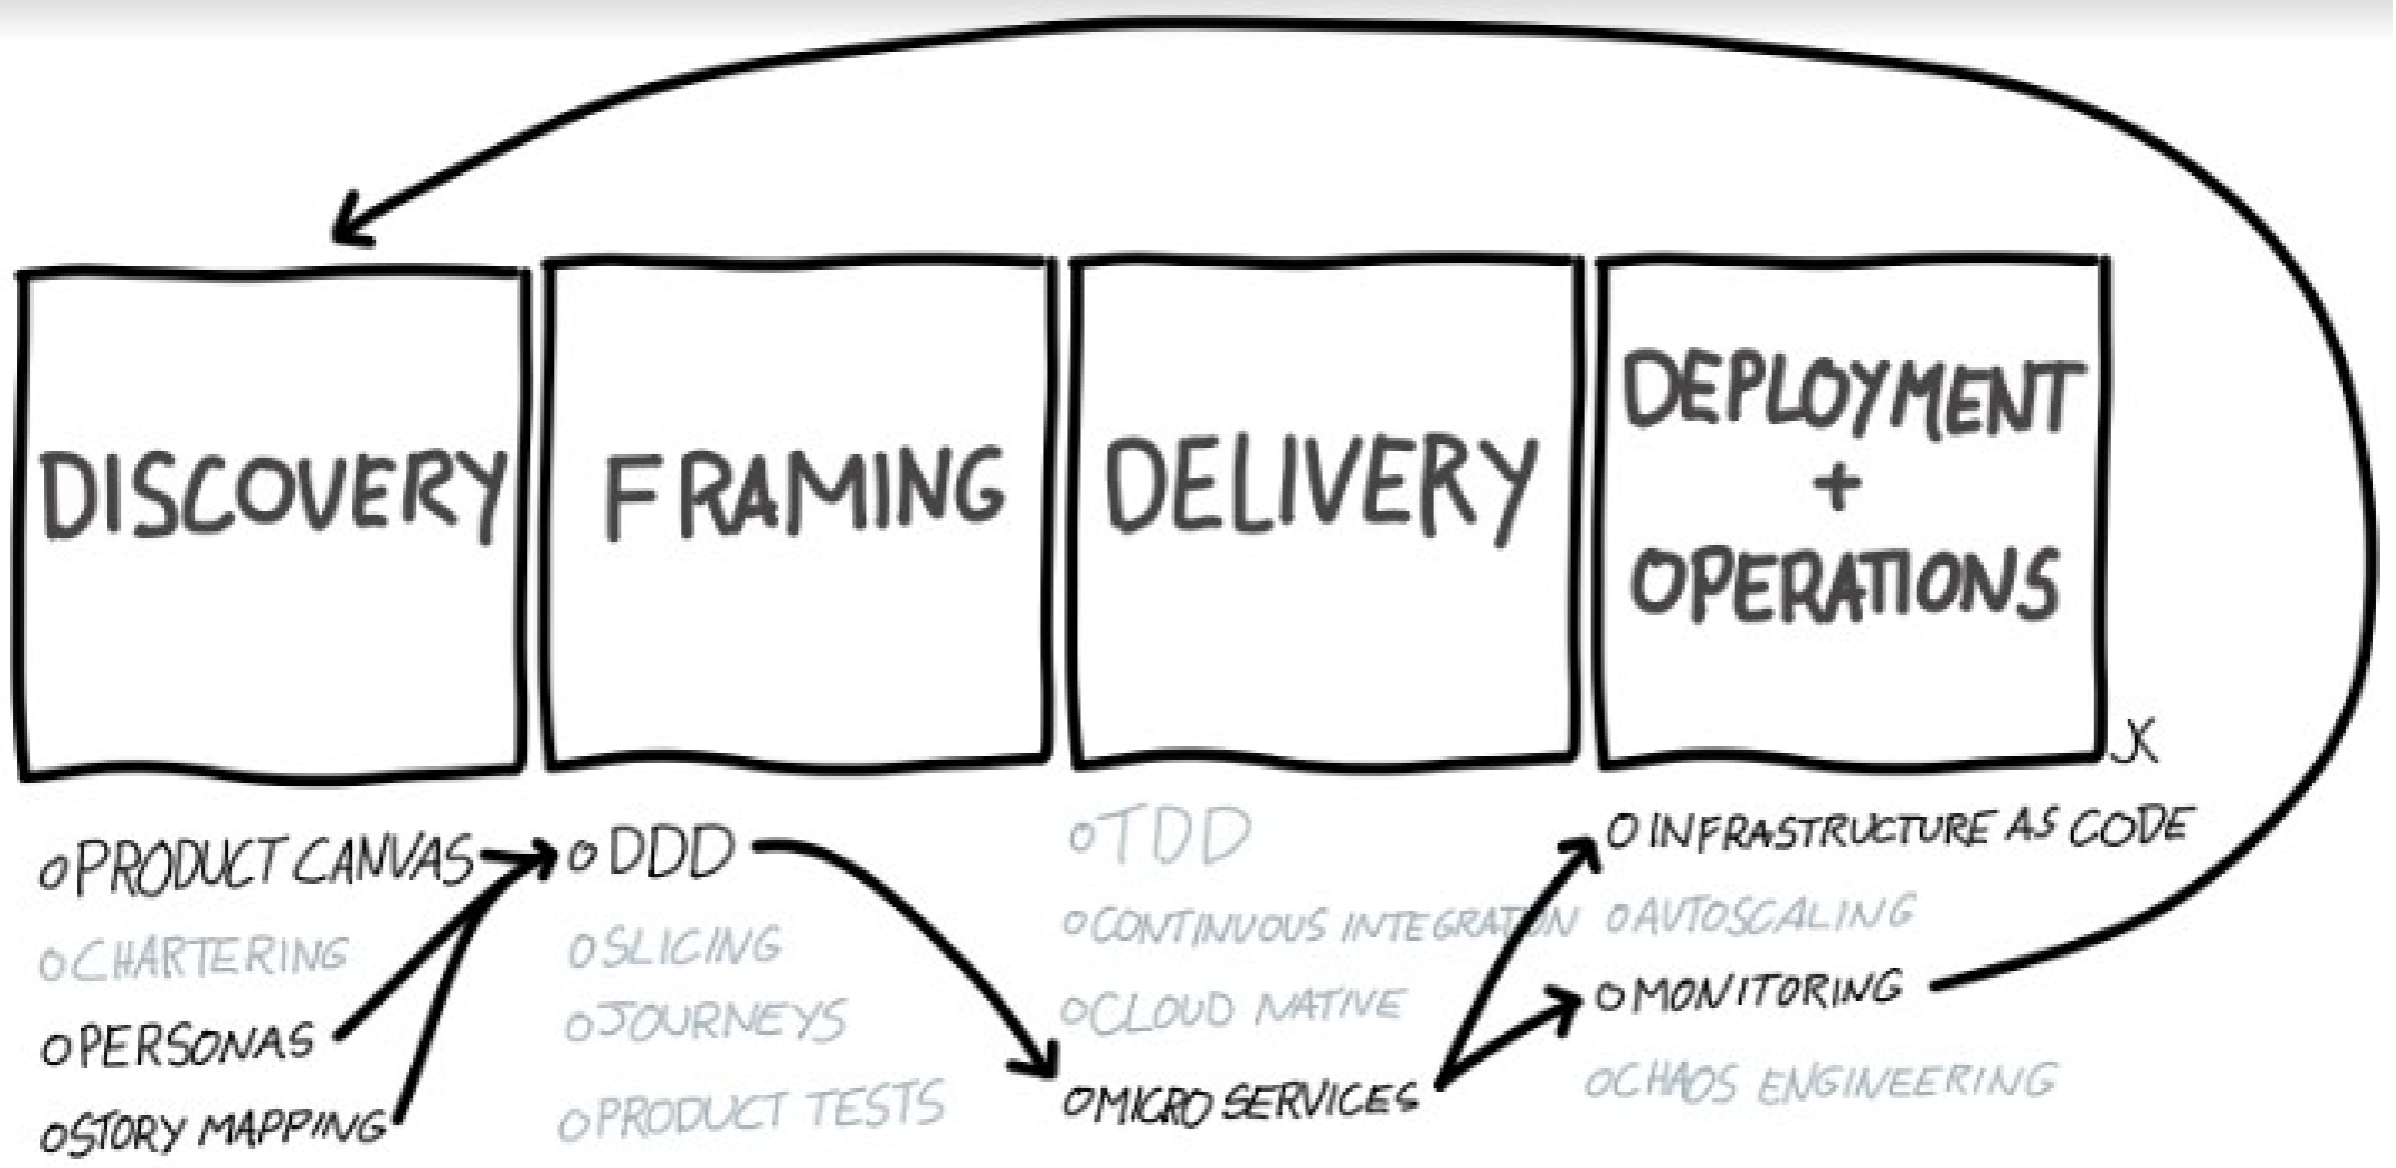 DISCOVERY
FRAMING
DELIVERY
DEPLOYMENT
+
OPERATIONS
JX
o PRODUCT CANVAS
o CHARTERING
o PERSONAS
o STORY MAPPING
o DDD
o SLICING
o JOURNEYS
o PRODUCT TESTS
o TDD
o CONTINUOUS INTEGRATION
o CLOUD NATIVE
o MICRO SERVICES
o INFRASTRUCTURE AS CODE
o AUTOSCALING
o MONITORING
o CHAOS ENGINEERING